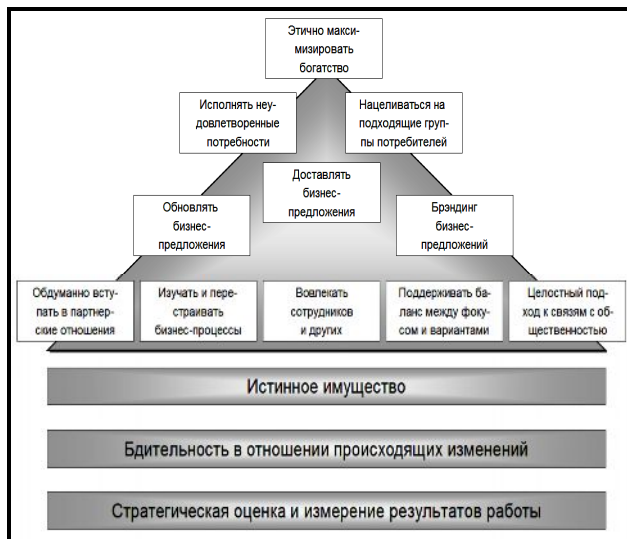 Этично макси-
мизировать
богатство
Исполнять неу-
довлетворенные
потребности
Нацеливаться на
подходящие груп-
пы потребителей
Доставлять
бизнес-
предложения
Обновлять
бизнес-
предложения
Брэндинг
бизнес-
предложений
Обдуманно всту-
пать в партнер-
ские отношения
Изучать и пере-
страивать
бизнес-процессы
Вовлекать
сотрудников
и других
Поддерживать ба-
ланс между фоку-
сом и вариантами
Целостный под-
ход к связям с об-
щественностью
Истинное имущество
Бдительность в отношении происходящих изменений
Стратегическая оценка и измерение результатов работы